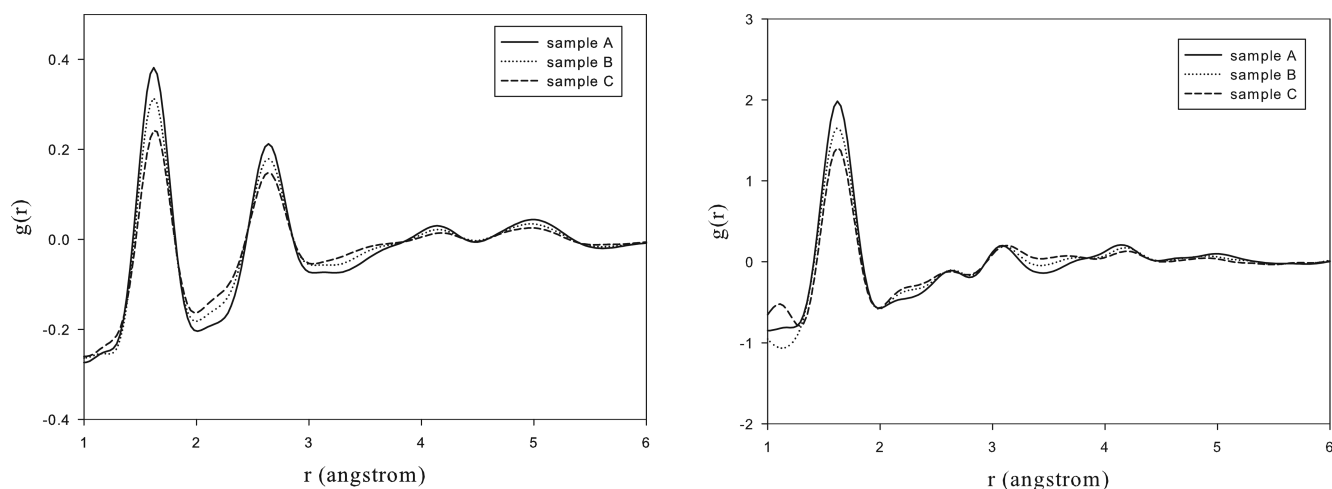 0.4
0.2
0.0
-0.2
-0.4
g(r)
1 2 3 4 5 6
r (angstrom)
sample A
sample B
sample C
3
2
1
0
-1
-2
g(r)
1 2 3 4 5 6
r (angstrom)
sample A
sample B
sample C